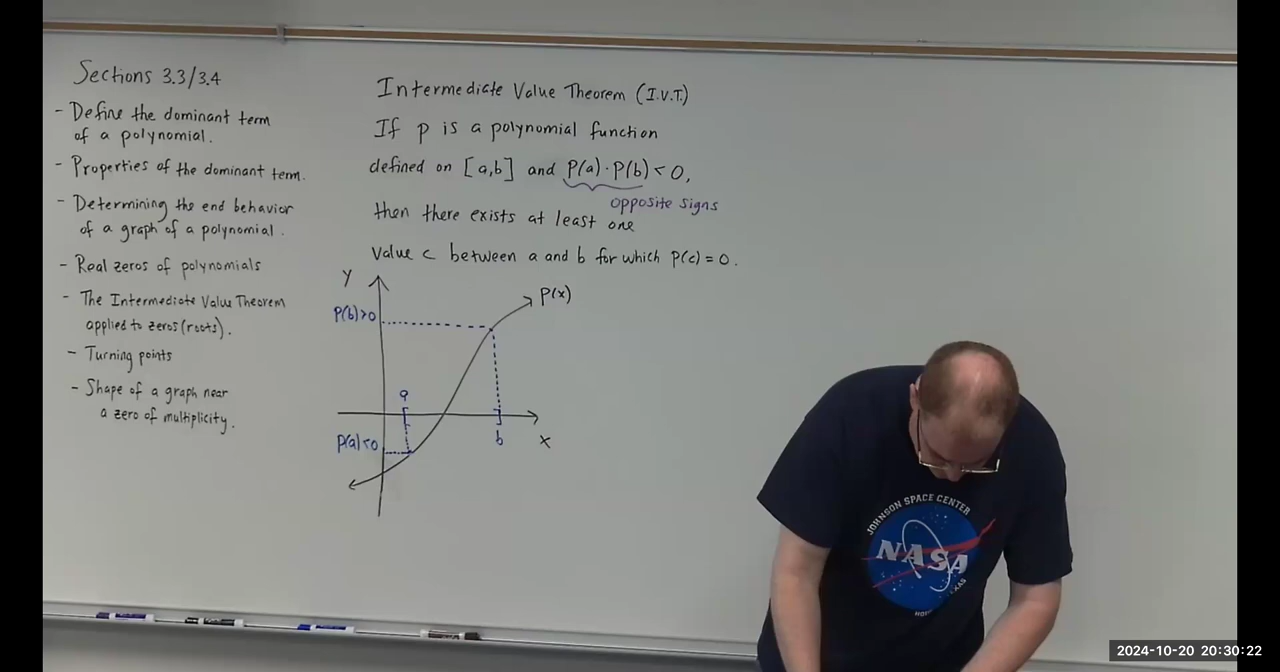 Sections 3.3/3.4
- Define the dominant term
of a polynomial.
- Properties of the dominant term.
- Determining the end behavior
of a graph of a polynomial.
- Real zeros of polynomials
- The Intermediate Value Theorem
applied to zeros (roots).
- Turning points
- Shape of a graph near
a zero of multiplicity.
Intermediate Value Theorem (I.V.T.)
If p is a polynomial function
defined on [a,b] and p(a)·p(b)<0,
opposite signs
then there exists at least one
value c between a and b for which p(c)=0.
y
p(x)
p(b)>0
a
p(a)<0
b
x
JOHNSON SPACE CENTER
NASA
2024-10-20 20:30:22